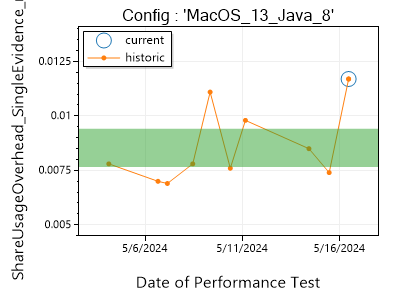 Config : 'MacOS_13_Java_8'
current
historic
ShareUsageOverhead_SingleEvidence_
0.0125
0.01
0.0075
0.005
5/6/2024
5/11/2024
5/16/2024
Date of Performance Test